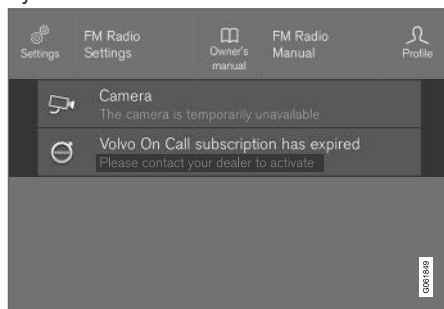 Settings
FM Radio
Settings
Owner's
manual
FM Radio
Manual
Profile
Camera
The camera is temporarily unavailable
Volvo On Call subscription has expired
Please contact your dealer to activate
G061849